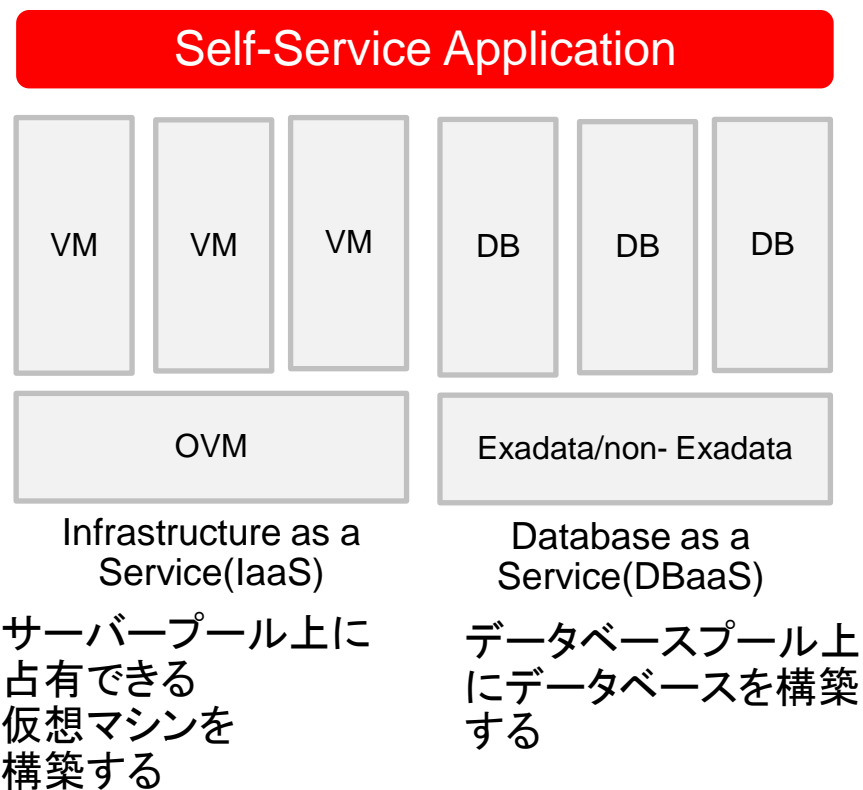 Self-Service Application
VM
VM
VM
DB
DB
DB
OVM
Exadata/non- Exadata
Infrastructure as a
Service(IaaS)
Database as a
Service(DBaaS)
サーバープール上に
占有できる
仮想マシンを
構築する
データベースプール上
にデータベースを構築
する